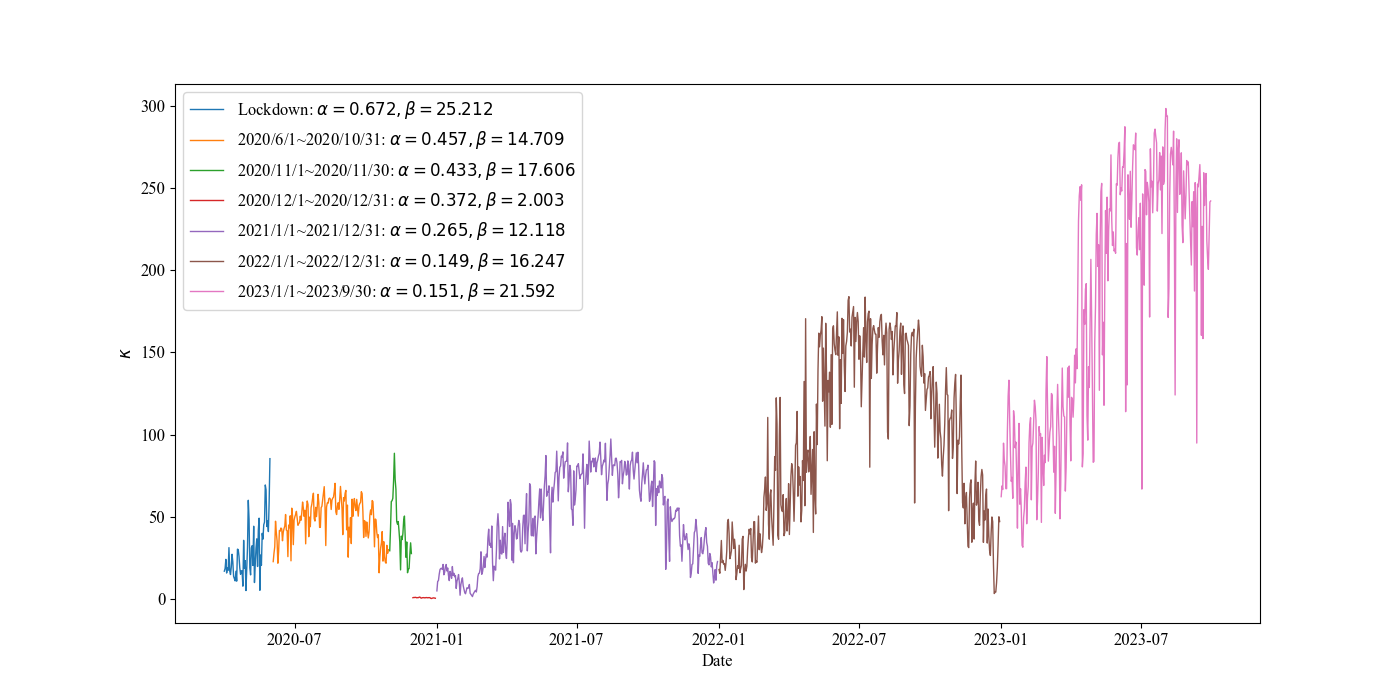 Lockdown: α = 0.672, β = 25.212
2020/6/1~2020/10/31: α = 0.457, β = 14.709
2020/11/1~2020/11/30: α = 0.433, β = 17.606
2020/12/1~2020/12/31: α = 0.372, β = 2.003
2021/1/1~2021/12/31: α = 0.265, β = 12.118
2022/1/1~2022/12/31: α = 0.149, β = 16.247
2023/1/1~2023/9/30: α = 0.151, β = 21.592
300
250
200
150
100
50
0
κ
2020-07
2021-01
2021-07
2022-01
2022-07
2023-01
2023-07
Date